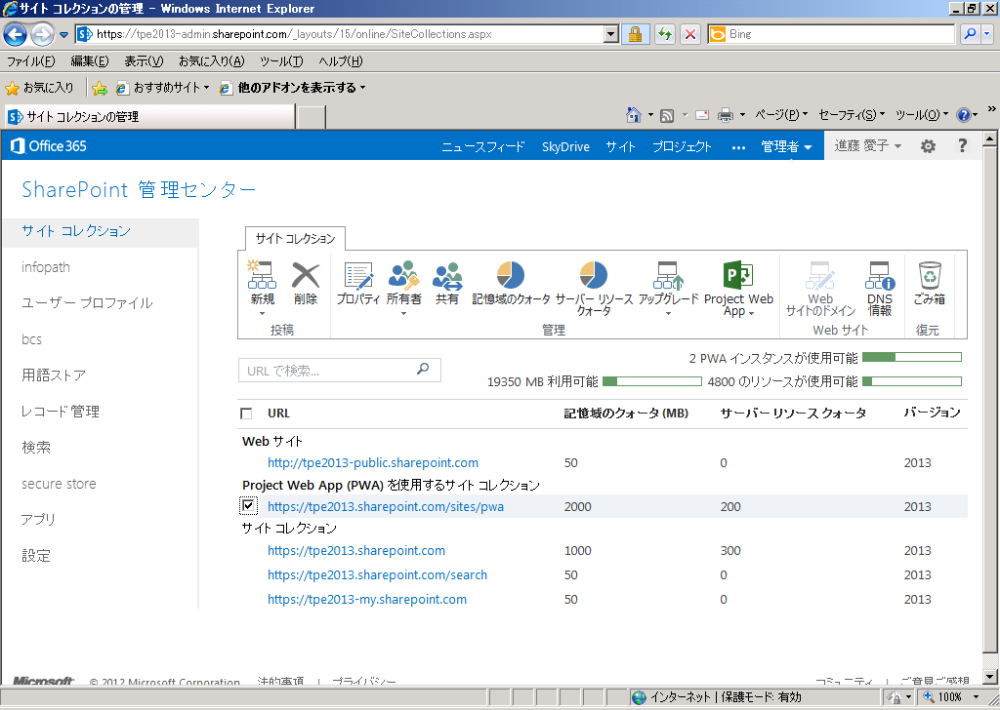 サイト コレクションの管理 - Windows Internet Explorer
https://tpe2013-admin.sharepoint.com/_layouts/15/online/SiteCollections.aspx
Bing
ファイル(F) 編集(E) 表示(V) お気に入り(A) ツール(T) ヘルプ(H)
お気に入り おすすめサイト 他のアドオンを表示する
サイト コレクションの管理 ページ(P) セーフティ(S) ツール(O) »
Office 365 ニュースフィード SkyDrive サイト プロジェクト ••• 管理者 進藤 愛子 ?
SharePoint 管理センター
サイト コレクション
infopath
ユーザー プロファイル
bcs
用語ストア
レコード管理
検索
secure store
アプリ
設定
サイト コレクション
新規 削除 プロパティ 所有者 共有 記憶域のクォータ サーバー リソース クォータ アップグレード Project Web App Web サイトのドメイン DNS 情報 ごみ箱
投稿 管理 Web サイト 復元
2 PWA インスタンスが使用可能
URL で検索...
19350 MB 利用可能 4800 のリソースが使用可能
URL 記憶域のクォータ (MB) サーバー リソース クォータ バージョン
Web サイト
http://tpe2013-public.sharepoint.com 50 0 2013
Project Web App (PWA) を使用するサイト コレクション
https://tpe2013.sharepoint.com/sites/pwa 2000 200 2013
サイト コレクション
https://tpe2013.sharepoint.com 1000 300 2013
https://tpe2013.sharepoint.com/search 50 0 2013
https://tpe2013-my.sharepoint.com 50 0 2013
Microsoft © 2012 Microsoft Corporation 法的事項 | プライバシー コミュニティ | ご意見ご感想
インターネット | 保護モード: 有効 100%